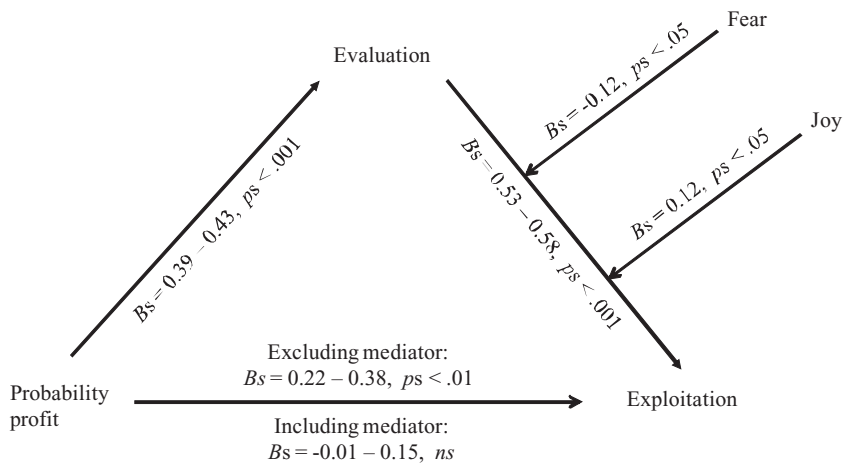 Fear
Evaluation
Bs = -0.12, ps < .05
Joy
Bs = 0.39 – 0.43, ps < .001
Bs = 0.53 – 0.58, ps < .001
Bs = 0.12, ps < .05
Excluding mediator:
Bs = 0.22 – 0.38, ps < .01
Probability
profit
Exploitation
Including mediator:
Bs = -0.01 – 0.15, ns